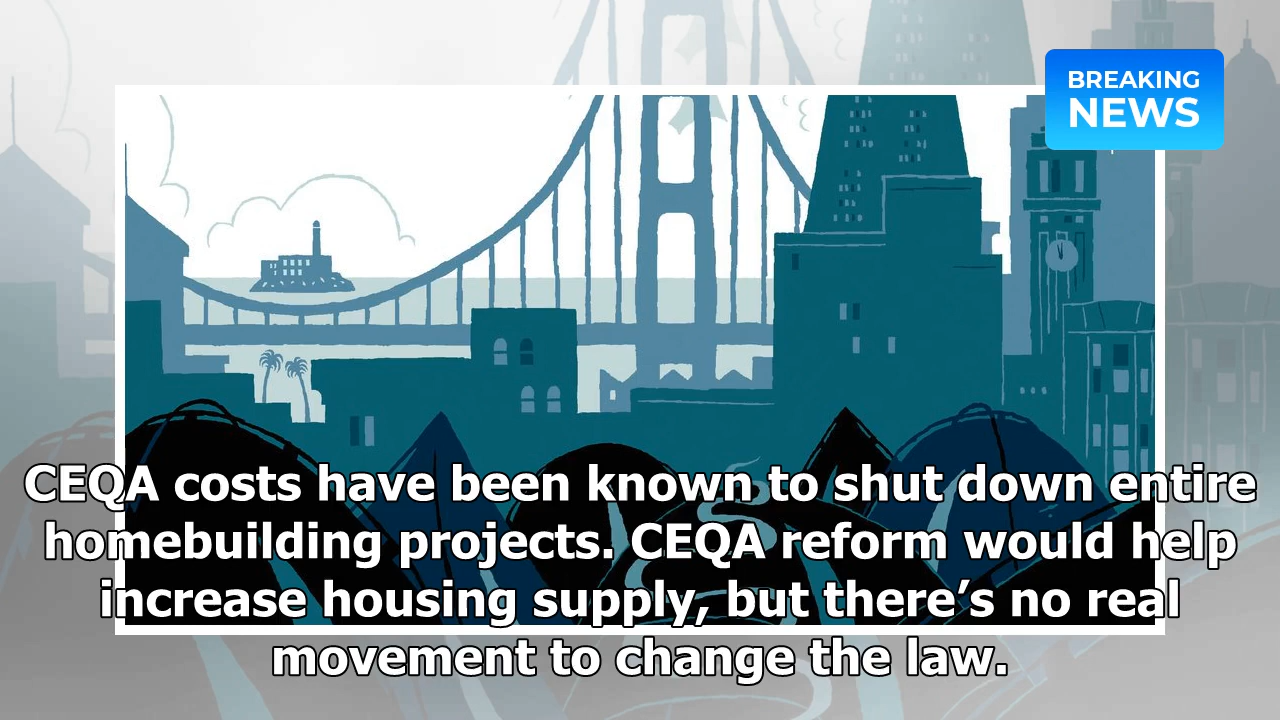 BREAKING
NEWS
CEQA costs have been known to shut down entire
homebuilding projects. CEQA reform would help
increase housing supply, but there’s no real
movement to change the law.